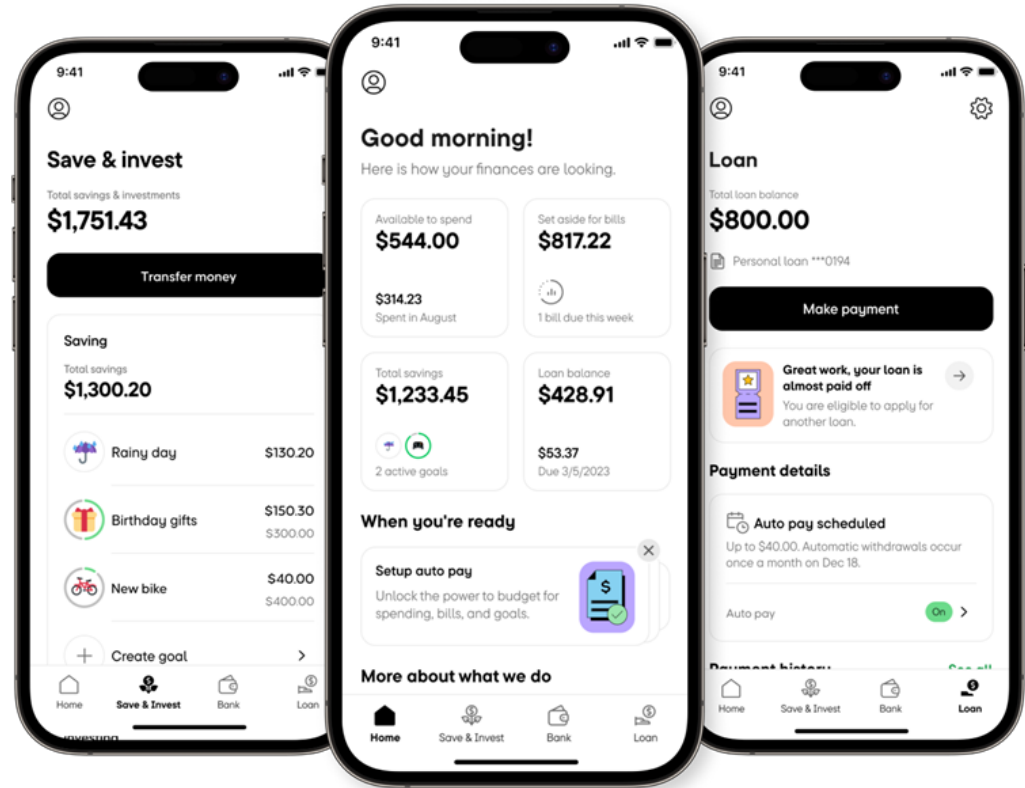 9:41
Save & invest
Total savings & investments
$1,751.43
Transfer money
Saving
Total savings
$1,300.20
Rainy day
$130.20
Birthday gifts
$150.30
$300.00
New bike
$40.00
$400.00
Create goal
Home
Save & Invest
Bank
Loan
9:41
Good morning!
Here is how your finances are looking.
Available to spend
$544.00
$314.23
Spent in August
Set aside for bills
$817.22
1 bill due this week
Total savings
$1,233.45
2 active goals
Loan balance
$428.91
$53.37
Due 3/5/2023
When you're ready
Setup auto pay
Unlock the power to budget for
spending, bills, and goals.
$
More about what we do
Home
Save & Invest
Bank
Loan
9:41
Loan
Total loan balance
$800.00
Personal loan ***0194
Make payment
Great work, your loan is
almost paid off
You are eligible to apply for
another loan.
Payment details
Auto pay scheduled
Up to $40.00. Automatic withdrawals occur
once a month on Dec 18.
Auto pay
On
Payment history
See all
Home
Save & Invest
Bank
Loan